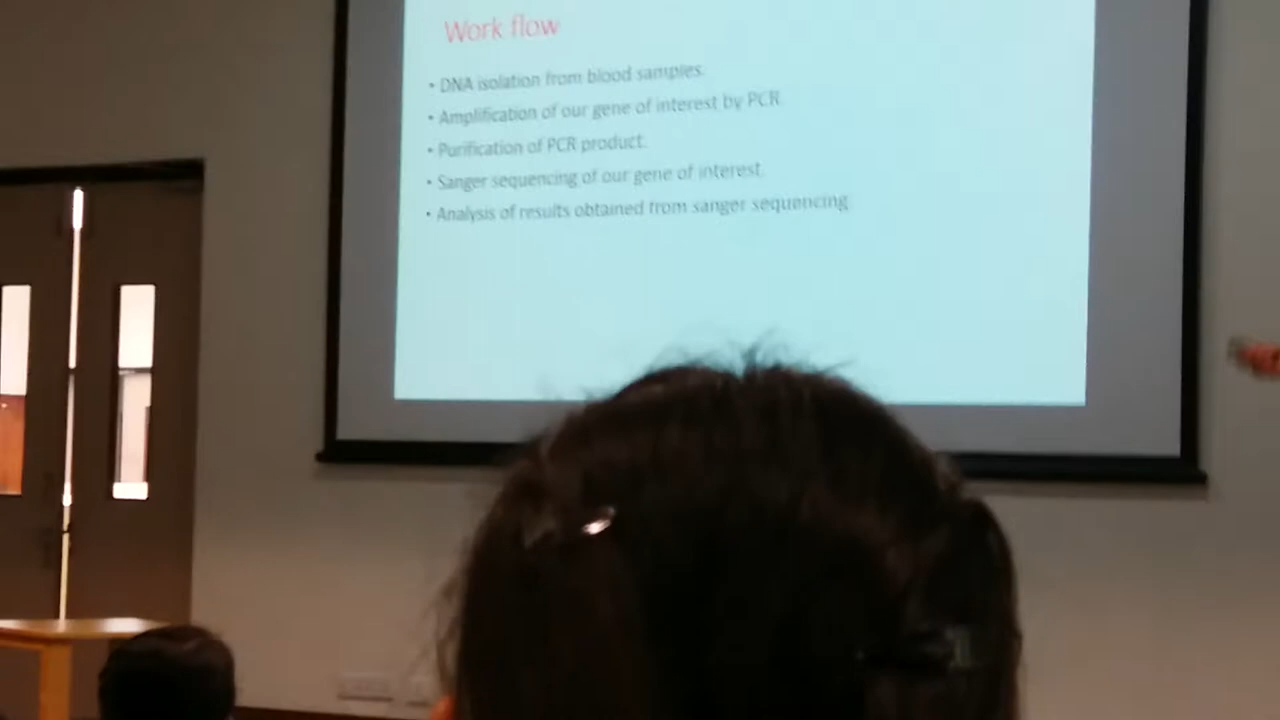 Work flow
• DNA isolation from blood samples.
• Amplification of our gene of interest by PCR
• Purification of PCR product.
• Sanger sequencing of our gene of interest.
• Analysis of results obtained from sanger sequencing